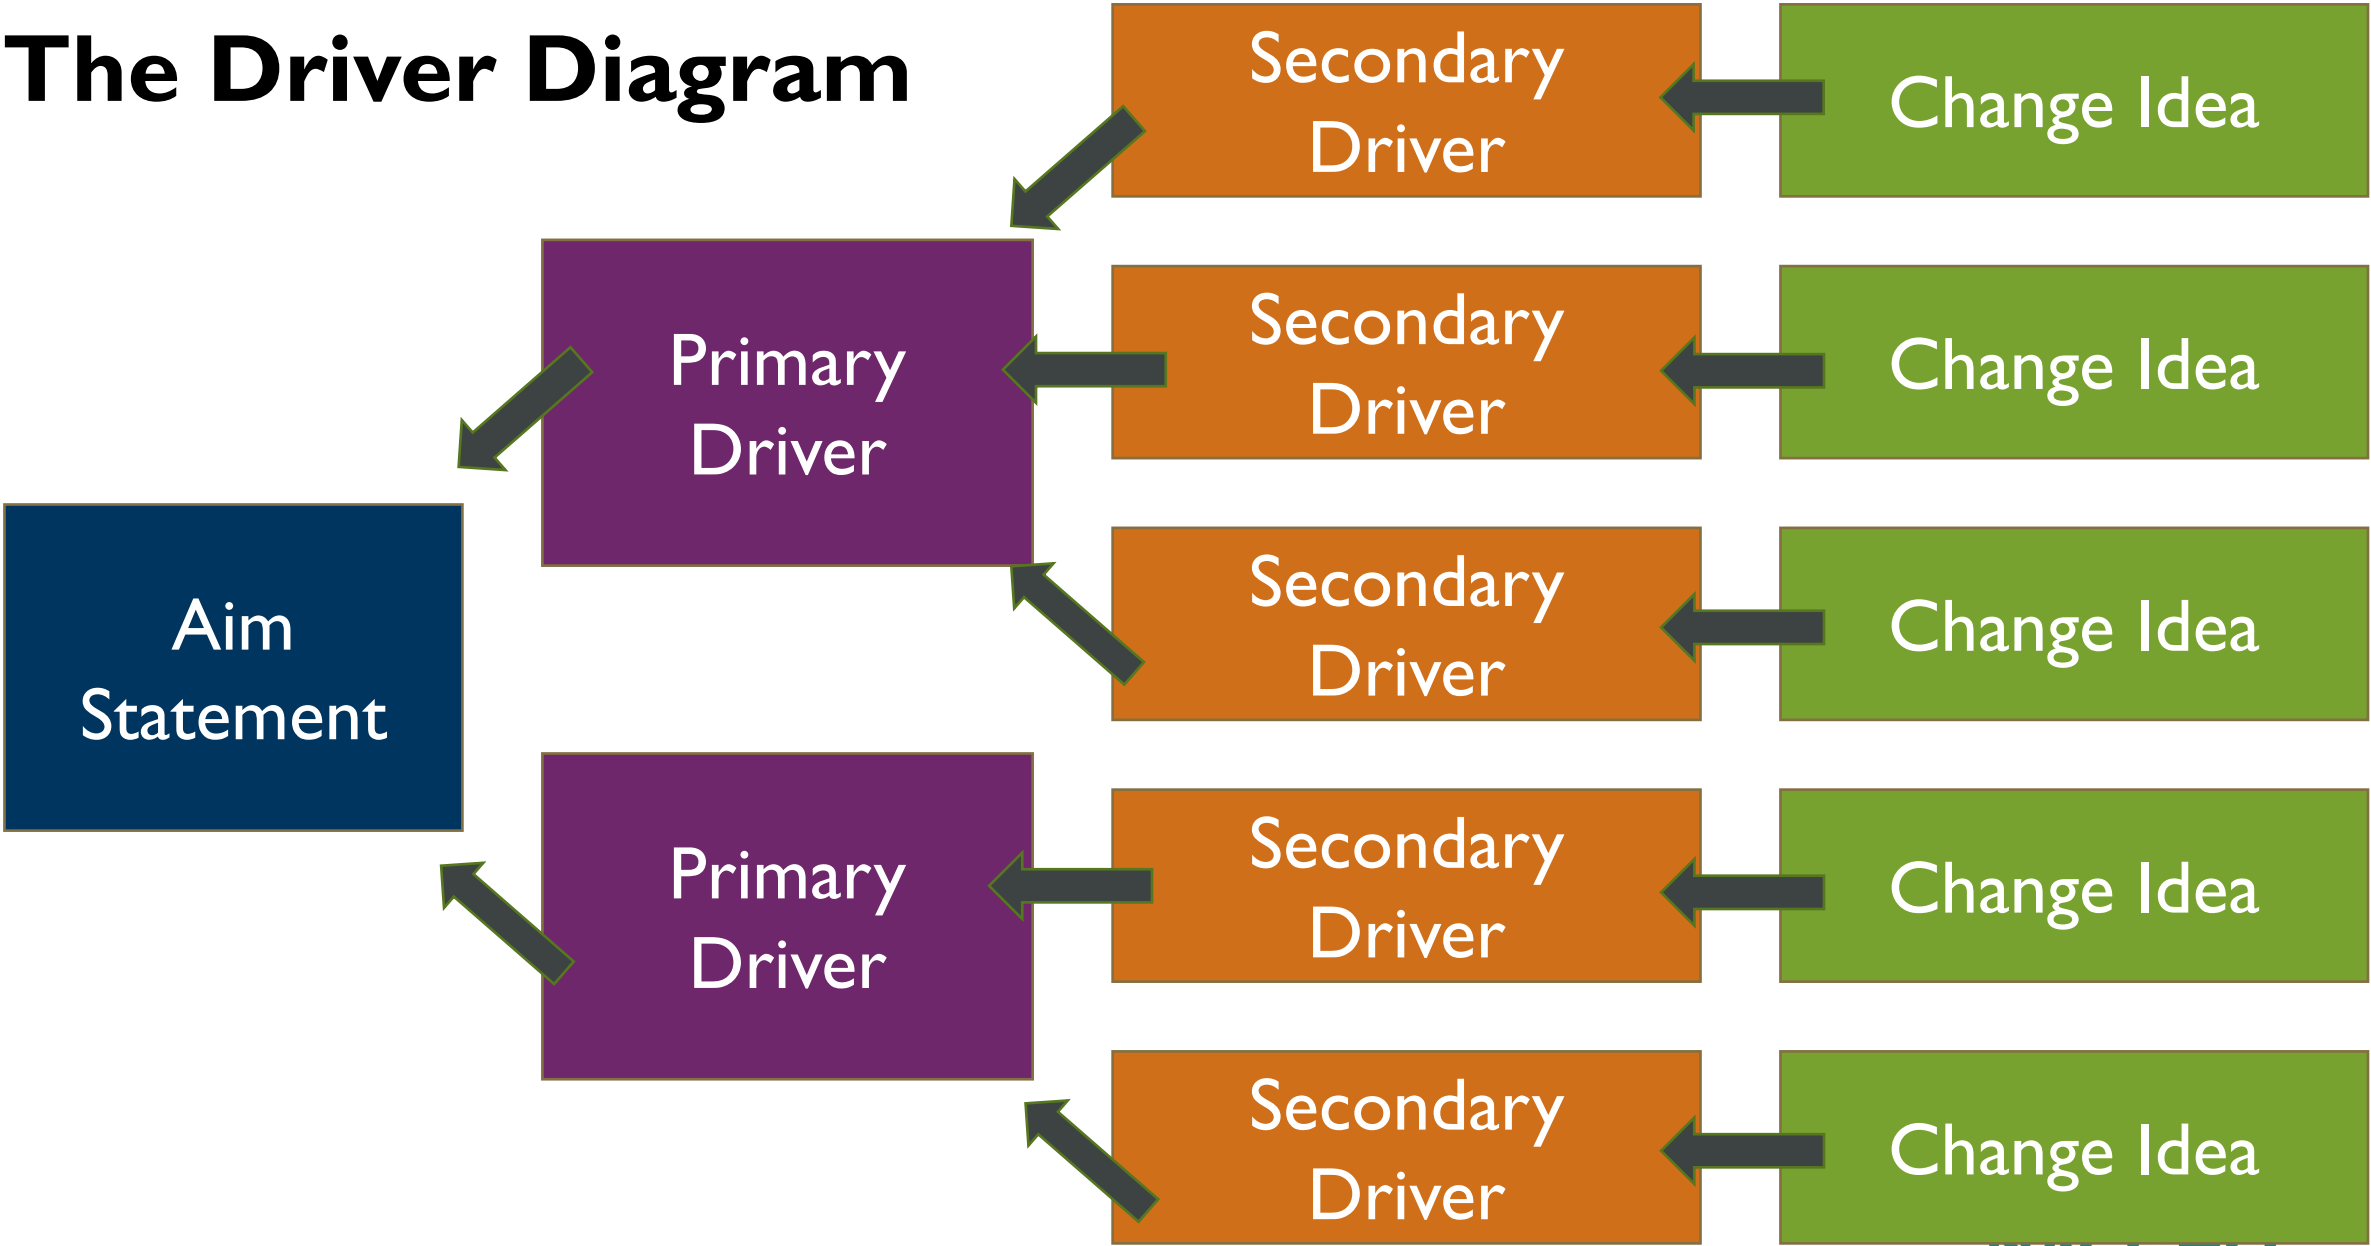 The Driver Diagram
Aim
Statement
Primary
Driver
Primary
Driver
Secondary
Driver
Secondary
Driver
Secondary
Driver
Secondary
Driver
Secondary
Driver
Change Idea
Change Idea
Change Idea
Change Idea
Change Idea